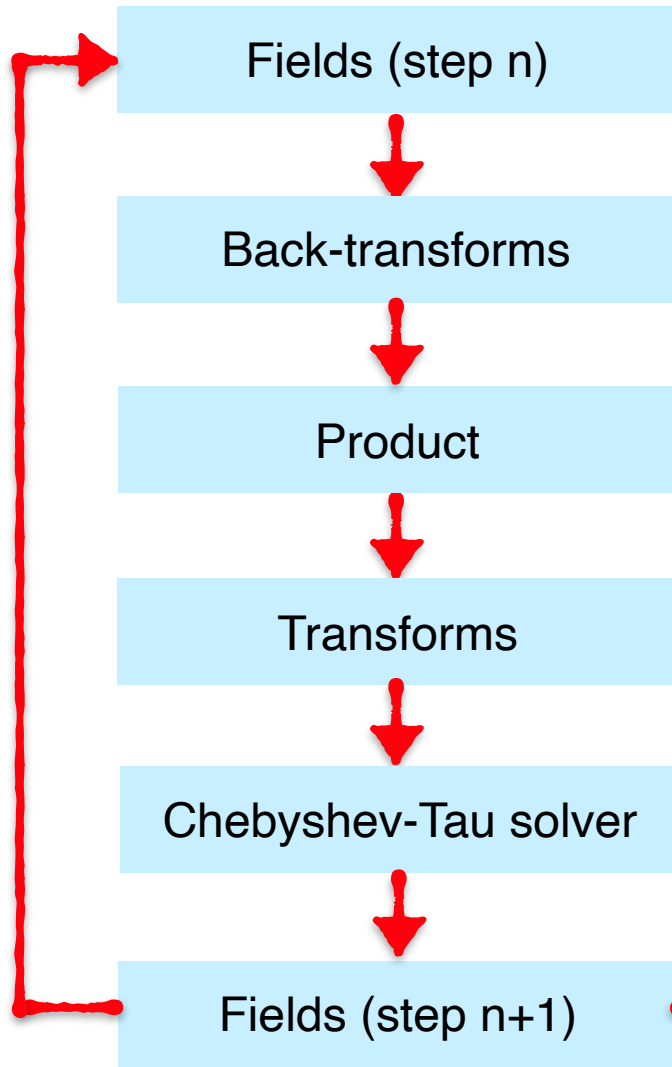 Fields (step n)
Back-transforms
Product
Transforms
Chebyshev-Tau solver
Fields (step n+1)